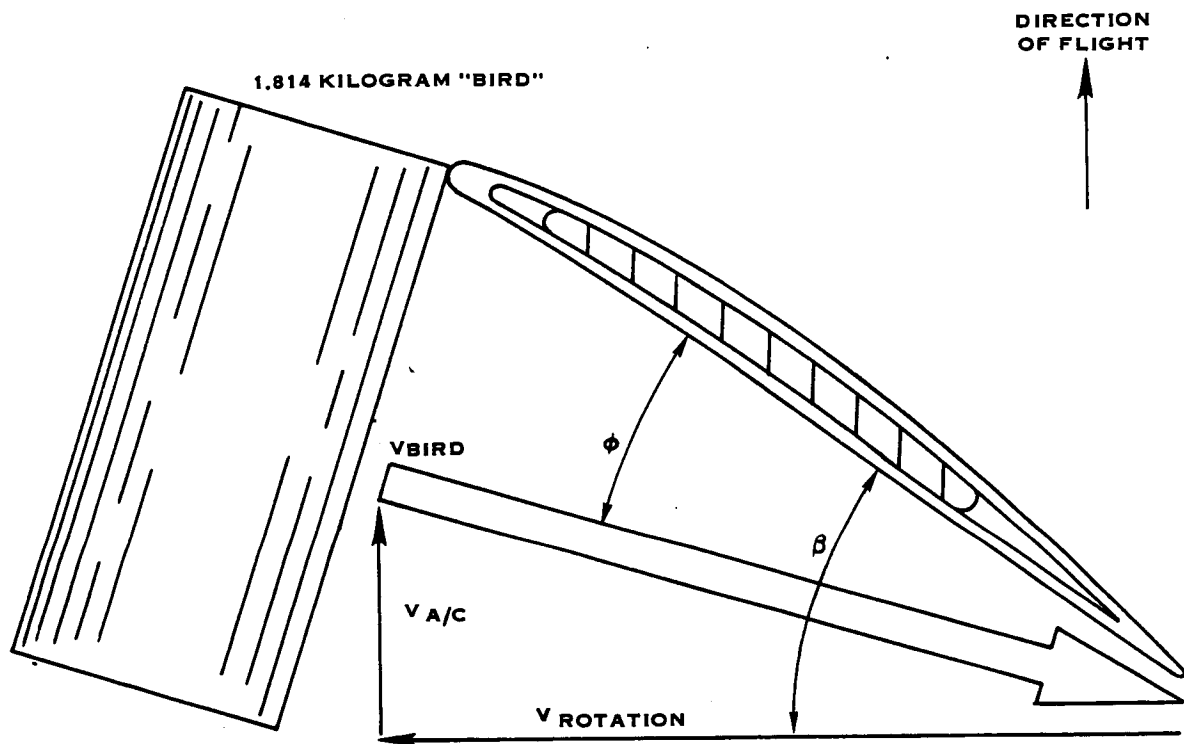 DIRECTION
OF FLIGHT
1.814 KILOGRAM "BIRD"
ϕ
VBIRD
β
V A/C
V ROTATION